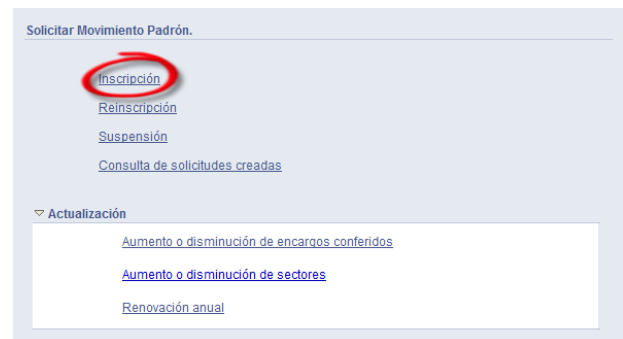 Solicitar Movimiento Padrón.
Inscripción
Reinscripción
Suspensión
Consulta de solicitudes creadas
Actualización
Aumento o disminución de encargos conferidos
Aumento o disminución de sectores
Renovación anual